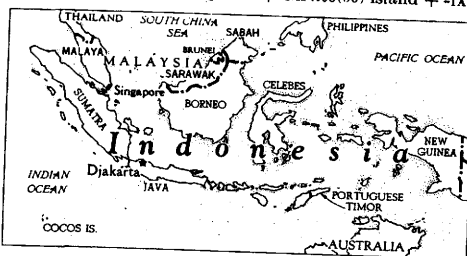 island +
THAILAND
SOUTH CHINA
SEA
PHILIPPINES
SABAH
BRUNEI
MALAYA
MALAYSIA
SARAWAK
PACIFIC OCEAN
Singapore
CELEBES
SUMATRA
BORNEO
NEW
GUINEA
Indonesia
INDIAN
OCEAN
Djakarta
JAVA
PORTUGUESE
TIMOR
COCOS IS.
AUSTRALIA